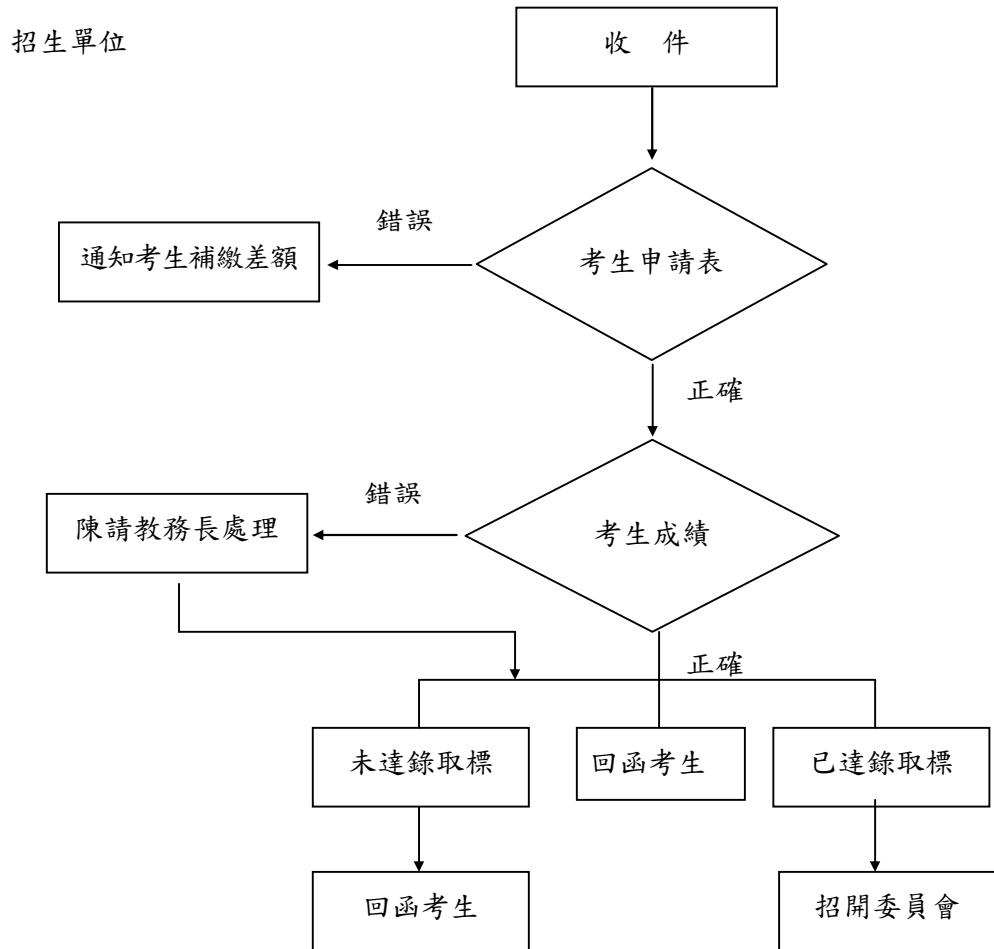 招生單位
收 件
錯誤
通知考生補繳差額
考生申請表
正確
錯誤
陳請教務長處理
考生成績
正確
未達錄取標
回函考生
已達錄取標
回函考生
招開委員會